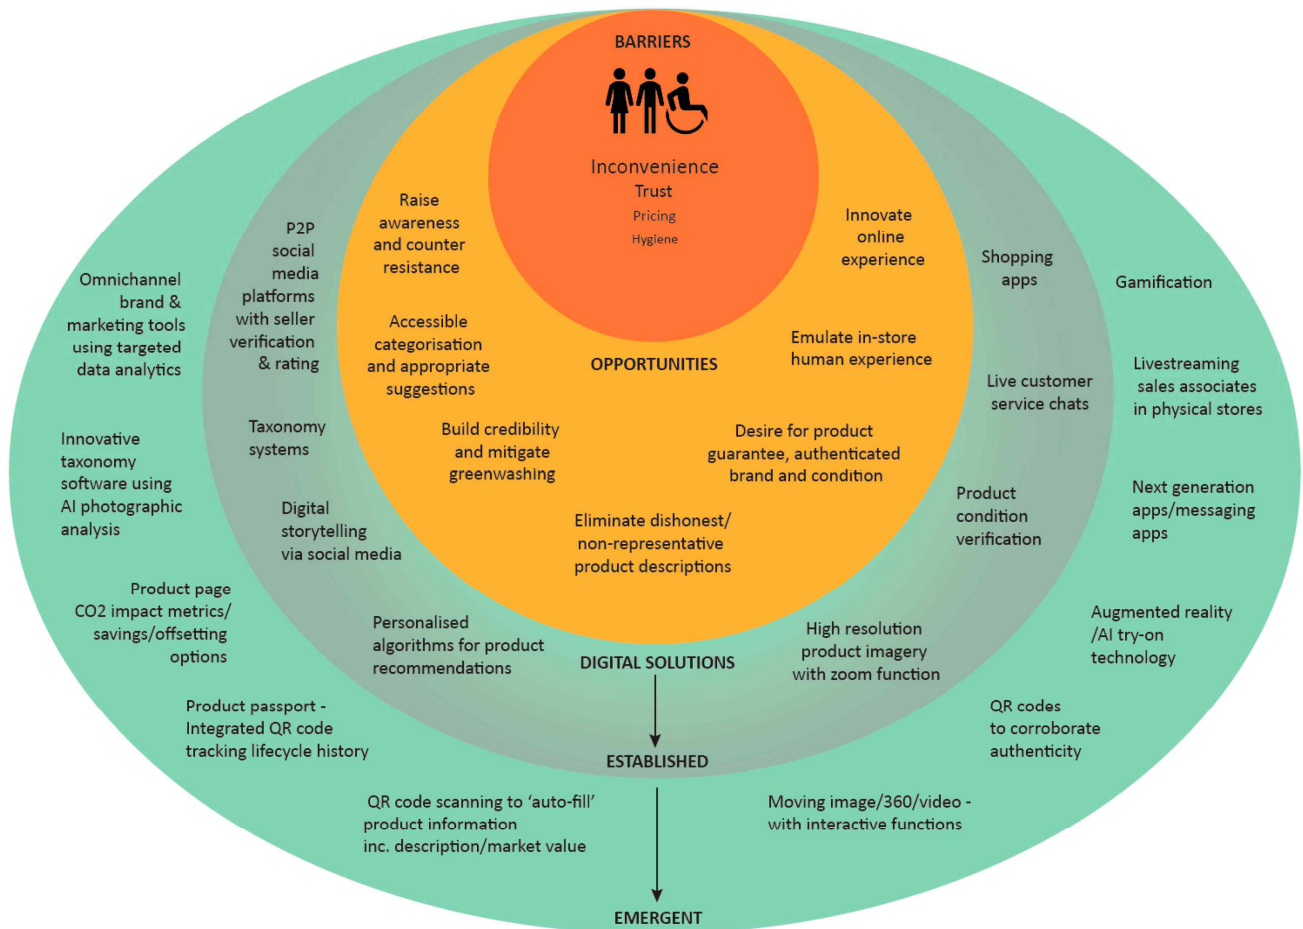 BARRIERS
Inconvenience
Trust
Pricing
Hygiene
Raise
awareness
and counter
resistance
Innovate
online
experience
Accessible
categorisation
and appropriate
suggestions
Emulate in-store
human experience
OPPORTUNITIES
Build credibility
and mitigate
greenwashing
Desire for product
guarantee, authenticated
brand and condition
Eliminate dishonest/
non-representative
product descriptions
P2P
social
media
platforms
with seller
verification
& rating
Shopping
apps
Taxonomy
systems
Live customer
service chats
Digital
storytelling
via social media
Product
condition
verification
Personalised
algorithms for product
recommendations
High resolution
product imagery
with zoom function
DIGITAL SOLUTIONS
ESTABLISHED
Omnichannel
brand &
marketing tools
using targeted
data analytics
Gamification
Livestreaming
sales associates
in physical stores
Innovative
taxonomy
software using
AI photographic
analysis
Next generation
apps/messaging
apps
Product page
CO2 impact metrics/
savings/offsetting
options
Augmented reality
/AI try-on
technology
Product passport -
Integrated QR code
tracking lifecycle history
QR codes
to corroborate
authenticity
QR code scanning to ‘auto-fill’
product information
inc. description/market value
Moving image/360/video -
with interactive functions
EMERGENT